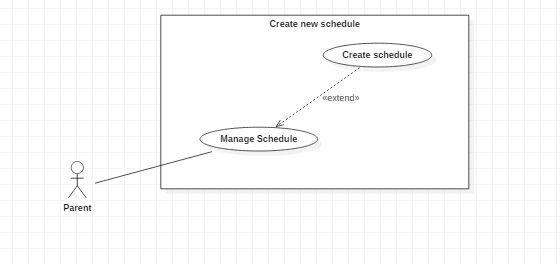 Create new schedule
Create schedule
«extend»
Manage Schedule
Parent